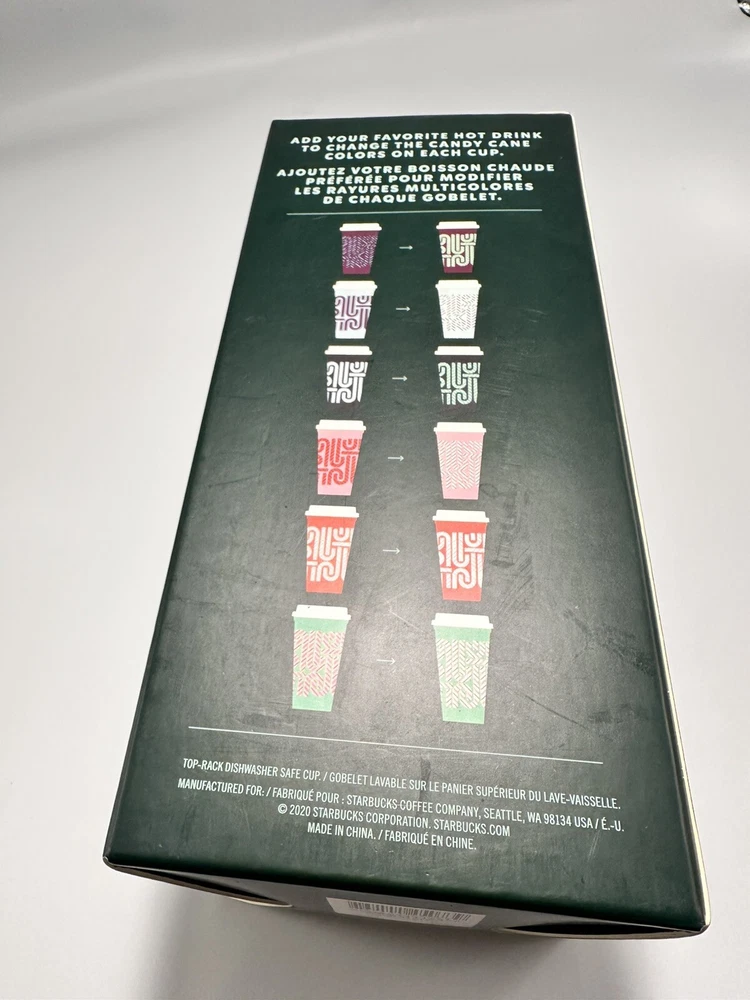 ADD YOUR FAVORITE HOT DRINK
TO CHANGE THE CANDY CANE
COLORS ON EACH CUP.
AJOUTEZ VOTRE BOISSON CHAUDE
PRÉFÉRÉE POUR MODIFIER
LES RAYURES MULTICOLORES
DE CHAQUE GOBELET.
TOP-RACK DISHWASHER SAFE CUP. / GOBELET LAVABLE SUR LE PANIER SUPÉRIEUR DU LAVE-VAISSELLE.
MANUFACTURED FOR: / FABRIQUÉ POUR : STARBUCKS COFFEE COMPANY, SEATTLE, WA 98134 USA / É.-U.
© 2020 STARBUCKS CORPORATION. STARBUCKS.COM
MADE IN CHINA. / FABRIQUÉ EN CHINE.